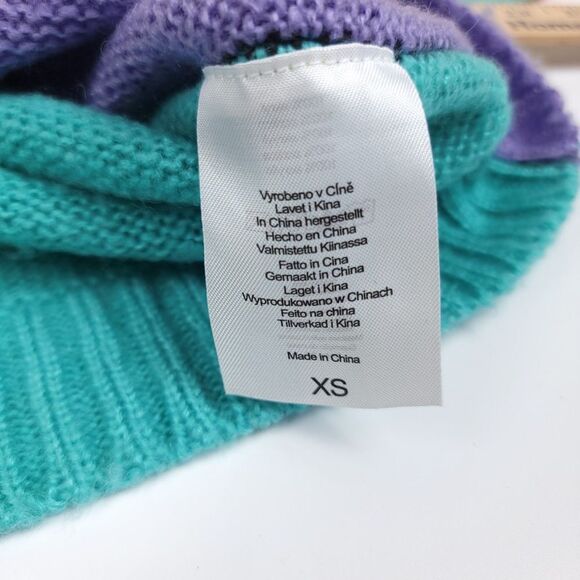 Vyrobeno v Číně
Lavet i Kina
In China hergestellt
Hecho en China
Valmistettu Kiinassa
Fatto in Cina
Gemaakt in China
Laget i Kina
Wyprodukowano w Chinach
Feito na china
Tillverkad i Kina
Made in China
XS